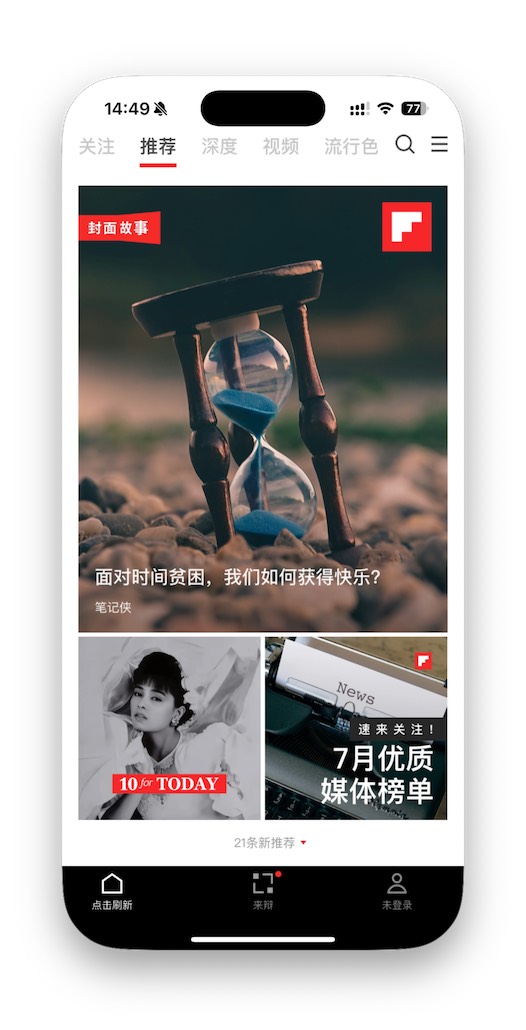 14:49
77
关注 推荐 深度 视频 流行色
封面故事
面对时间贫困，我们如何获得快乐?
笔记侠
10 for TODAY
News
速来关注！
7月优质
媒体榜单
21条新推荐
点击刷新 来辩 未登录